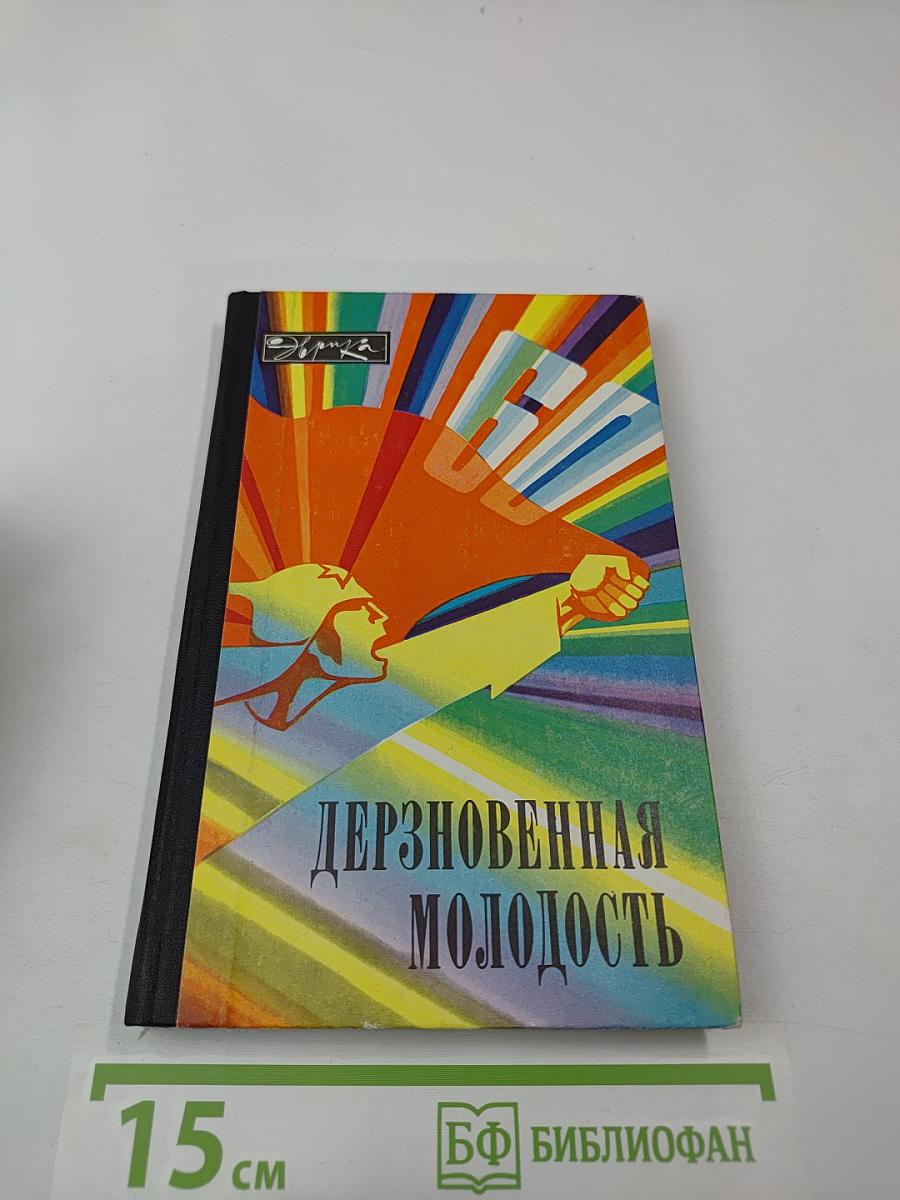 Эврика
60
ДЕРЗНОВЕННАЯ
МОЛОДОСТЬ
15 см
БФ БИБЛИОФАН